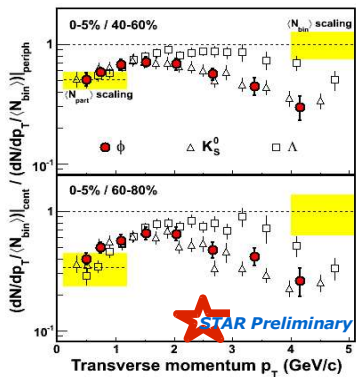 0-5% / 40-60%
⟨N_bin⟩ scaling
1
⟨N_part⟩ scaling
ϕ K⁰_S Λ
10⁻¹
0-5% / 60-80%
1
STAR Preliminary
10⁻¹
0 1 2 3 4 5
Transverse momentum p_T (GeV/c)
(dN/dp_T/⟨N_bin⟩)|_cent / (dN/dp_T/⟨N_bin⟩)|_periph